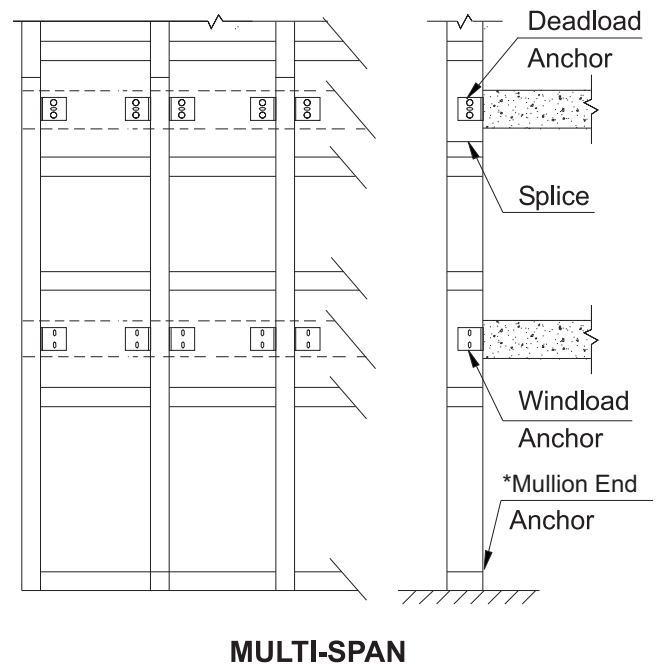 Deadload
Anchor
Splice
Windload
Anchor
*Mullion End
Anchor
MULTI-SPAN